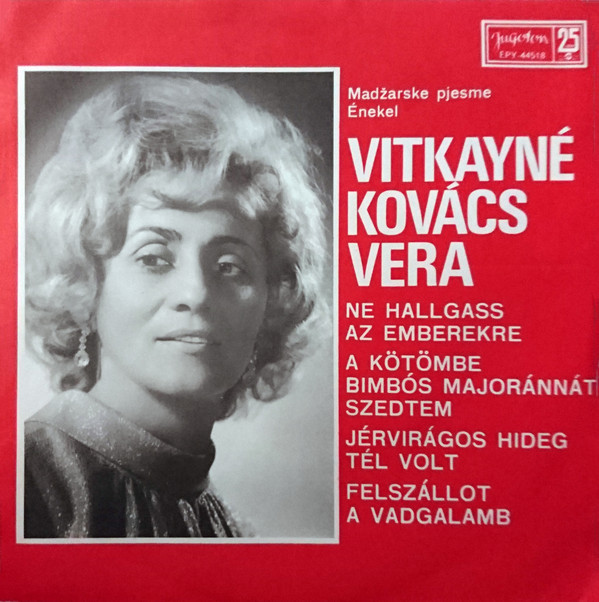 Jugoton
25
EPY-44518
Madžarske pjesme
Énekel
VITKAYNÉ
KOVÁCS
VERA
NE HALLGASS
AZ EMBEREKRE
A KÖTÖMBE
BIMBÓS MAJORÁNNÁT
SZEDTEM
JÉRVIRÁGOS HIDEG
TÉL VOLT
FELSZÁLLOT
A VADGALAMB